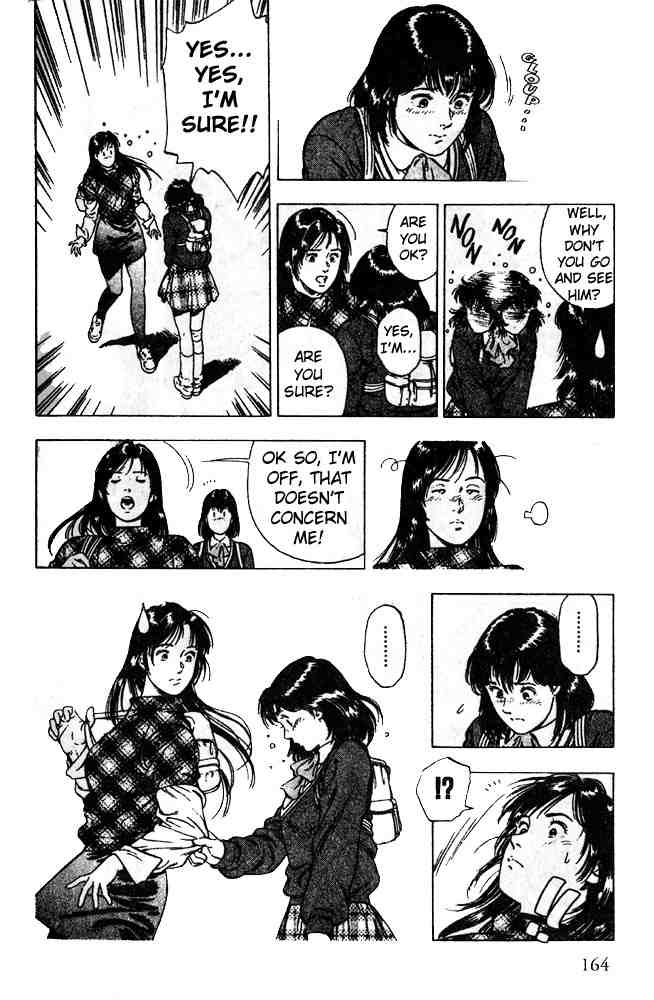 GLOUP...
WELL,
WHY
DON'T
YOU GO
AND SEE
HIM?
NON
NON
ARE
YOU
OK?
YES,
I'M...
ARE
YOU
SURE?
YES...
YES,
I'M
SURE!!
OK SO, I'M
OFF, THAT
DOESN'T
CONCERN
ME!
........
!?
........
164